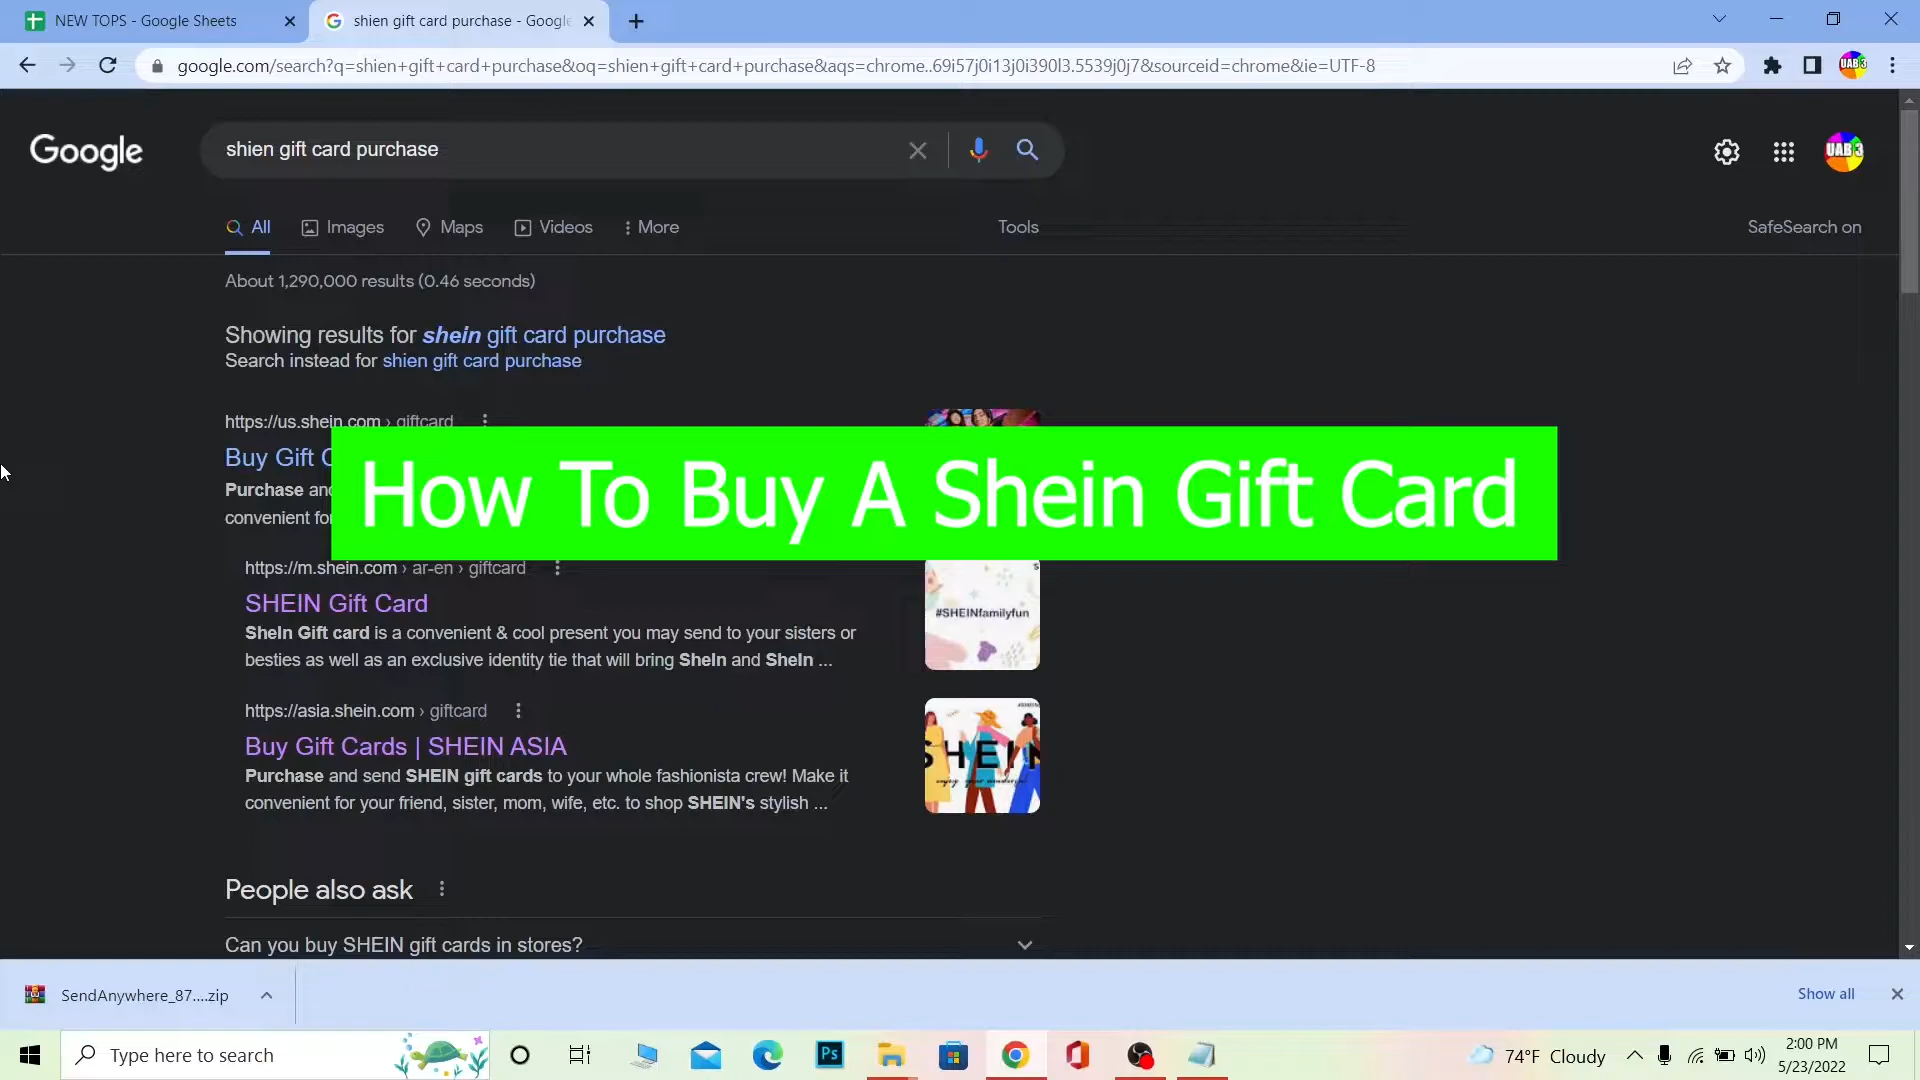 NEW TOPS - Google Sheets
shien gift card purchase - Google
google.com/search?q=shien+gift+card+purchase&oq=shien+gift+card+purchase&aqs=chrome..69i57j0i13j0i390l3.5539j0j7&sourceid=chrome&ie=UTF-8
UAB 3
Google
shien gift card purchase
UAB 3
All
Images
Maps
Videos
More
Tools
SafeSearch on
About 1,290,000 results (0.46 seconds)
Showing results for shein gift card purchase
Search instead for shien gift card purchase
https://us.shein.com › giftcard
Buy Gift
Purchase
convenient
How To Buy A Shein Gift Card
https://m.shein.com › ar-en › giftcard
SHEIN Gift Card
SheIn Gift card is a convenient & cool present you may send to your sisters or
besties as well as an exclusive identity tie that will bring SheIn and SheIn ...
#SHEINfamilyfun
https://asia.shein.com › giftcard
Buy Gift Cards | SHEIN ASIA
Purchase and send SHEIN gift cards to your whole fashionista crew! Make it
convenient for your friend, sister, mom, wife, etc. to shop SHEIN's stylish ...
SHEIN
People also ask
Can you buy SHEIN gift cards in stores?
SendAnywhere_87....zip
Show all
Type here to search
Ps
74°F Cloudy
2:00 PM
5/23/2022